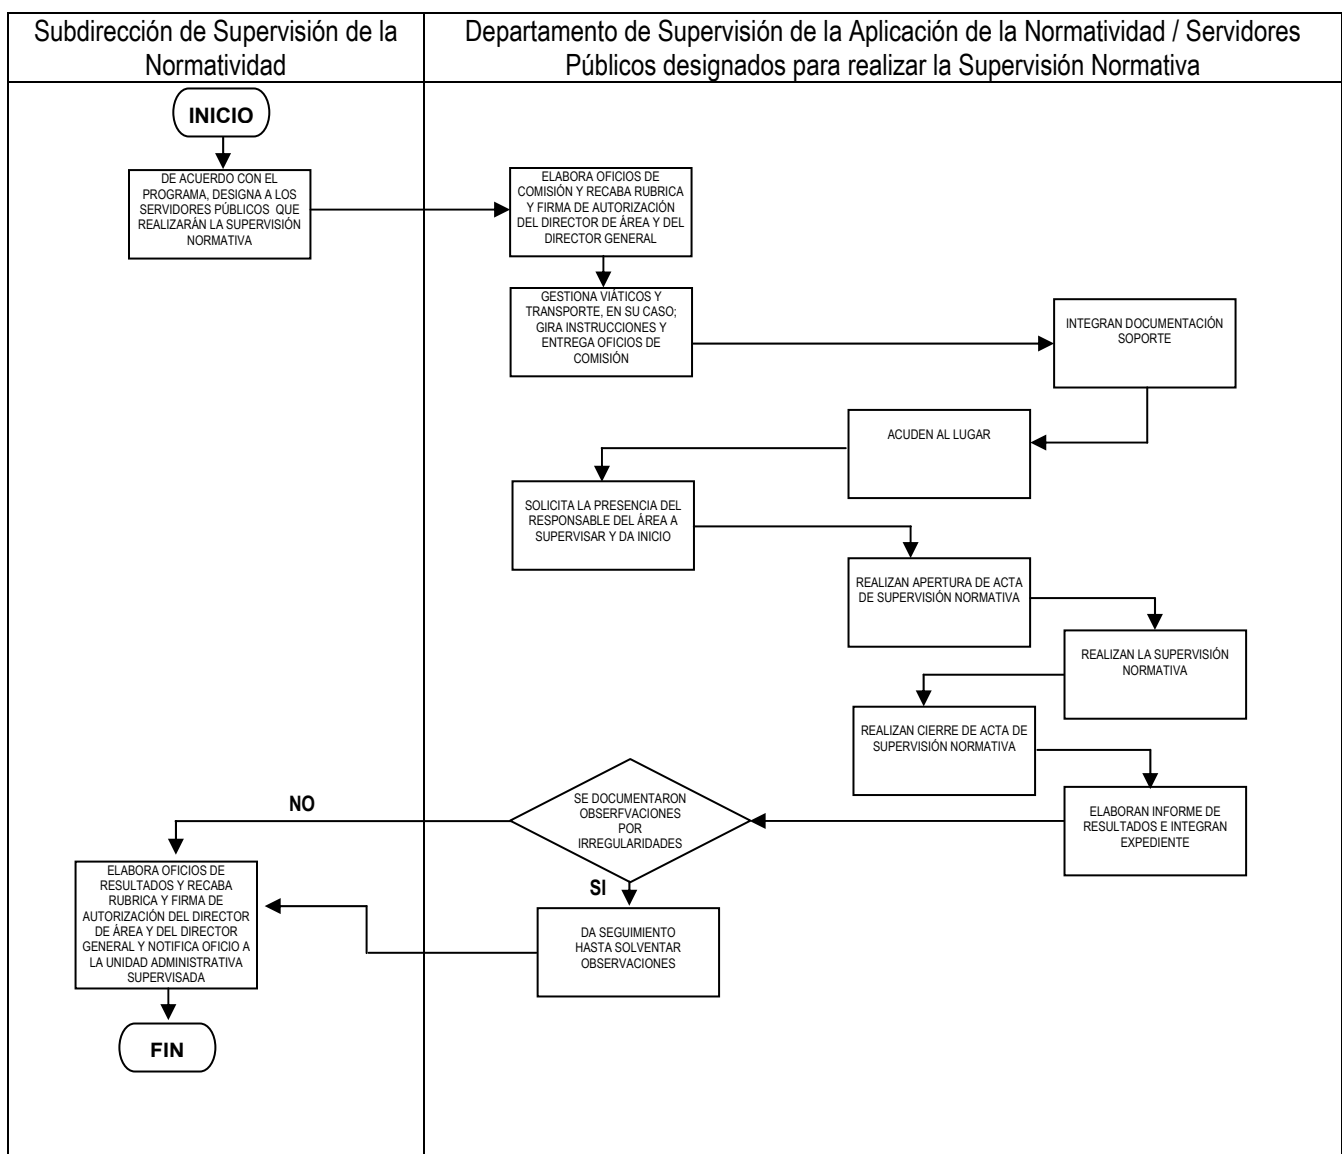 Subdirección de Supervisión de la
Normatividad
Departamento de Supervisión de la Aplicación de la Normatividad / Servidores
Públicos designados para realizar la Supervisión Normativa
INICIO
DE ACUERDO CON EL
PROGRAMA, DESIGNA A LOS
SERVIDORES PÚBLICOS QUE
REALIZARÁN LA SUPERVISIÓN
NORMATIVA
ELABORA OFICIOS DE
COMISIÓN Y RECABA RUBRICA
Y FIRMA DE AUTORIZACIÓN
DEL DIRECTOR DE ÁREA Y DEL
DIRECTOR GENERAL
GESTIONA VIÁTICOS Y
TRANSPORTE, EN SU CASO;
GIRA INSTRUCCIONES Y
ENTREGA OFICIOS DE
COMISIÓN
INTEGRAN DOCUMENTACIÓN
SOPORTE
ACUDEN AL LUGAR
SOLICITA LA PRESENCIA DEL
RESPONSABLE DEL ÁREA A
SUPERVISAR Y DA INICIO
REALIZAN APERTURA DE ACTA
DE SUPERVISIÓN NORMATIVA
REALIZAN LA SUPERVISIÓN
NORMATIVA
REALIZAN CIERRE DE ACTA DE
SUPERVISIÓN NORMATIVA
ELABORAN INFORME DE
RESULTADOS E INTEGRAN
EXPEDIENTE
SE DOCUMENTARON
OBSERFVACIONES
POR
IRREGULARIDADES
NO
SI
DA SEGUIMIENTO
HASTA SOLVENTAR
OBSERVACIONES
ELABORA OFICIOS DE
RESULTADOS Y RECABA
RUBRICA Y FIRMA DE
AUTORIZACIÓN DEL DIRECTOR
DE ÁREA Y DEL DIRECTOR
GENERAL Y NOTIFICA OFICIO A
LA UNIDAD ADMINISTRATIVA
SUPERVISADA
FIN